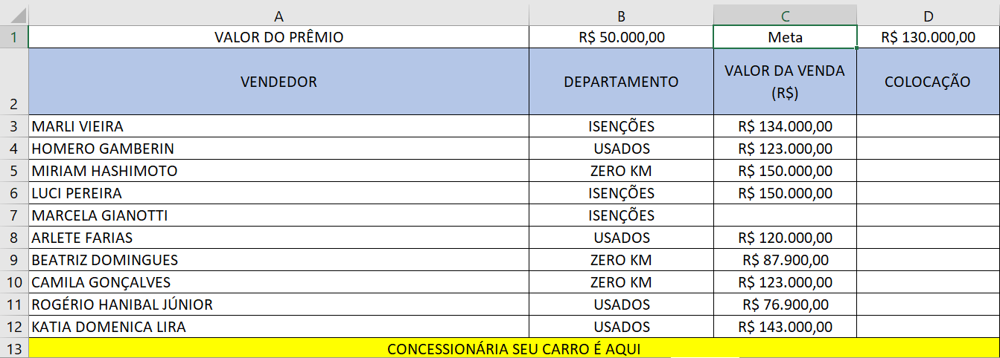 A B C D
1 VALOR DO PRÊMIO R$ 50.000,00 Meta R$ 130.000,00
2 VENDEDOR DEPARTAMENTO VALOR DA VENDA (R$) COLOCAÇÃO
3 MARLI VIEIRA ISENÇÕES R$ 134.000,00
4 HOMERO GAMBERIN USADOS R$ 123.000,00
5 MIRIAM HASHIMOTO ZERO KM R$ 150.000,00
6 LUCI PEREIRA ISENÇÕES R$ 150.000,00
7 MARCELA GIANOTTI ISENÇÕES
8 ARLETE FARIAS USADOS R$ 120.000,00
9 BEATRIZ DOMINGUES ZERO KM R$ 87.900,00
10 CAMILA GONÇALVES ZERO KM R$ 123.000,00
11 ROGÉRIO HANIBAL JÚNIOR USADOS R$ 76.900,00
12 KATIA DOMENICA LIRA USADOS R$ 143.000,00
13 CONCESSIONÁRIA SEU CARRO É AQUI